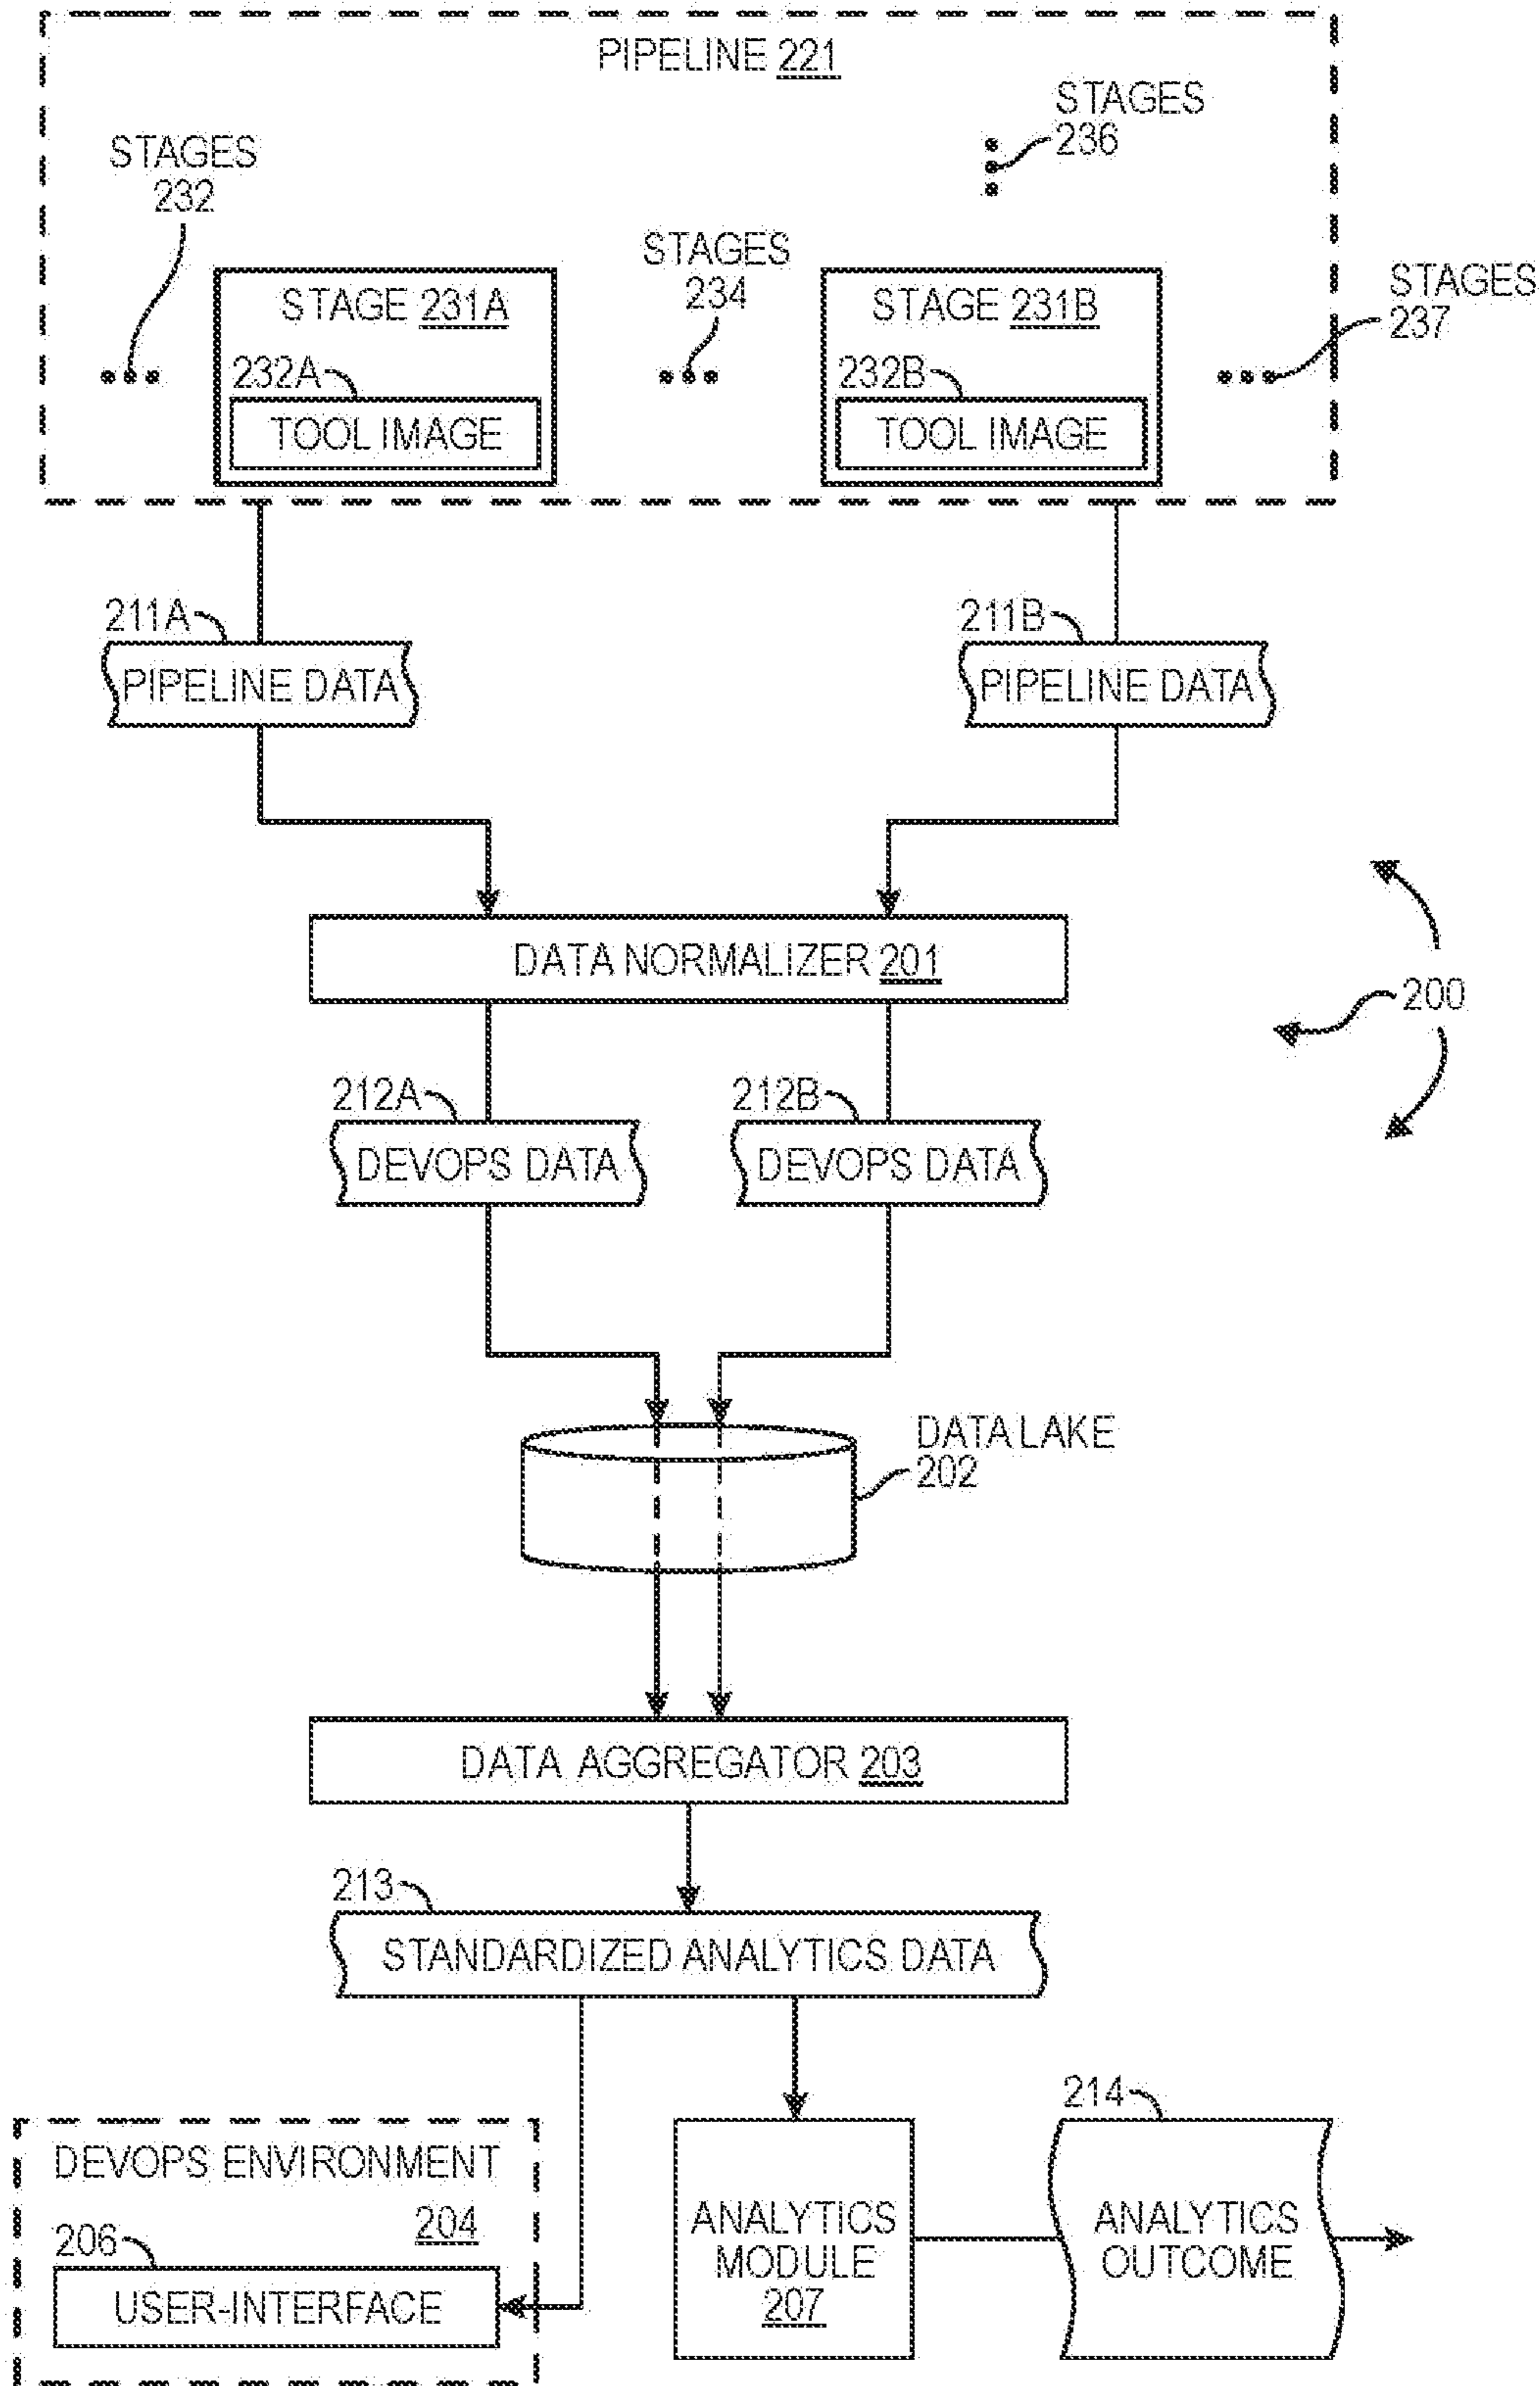 PIPELINE 221
STAGES
236
STAGES
232
STAGES
234
STAGES
237
STAGE 231A
232A
TOOL IMAGE
STAGE 231B
232B
TOOL IMAGE
211A
PIPELINE DATA
211B
PIPELINE DATA
DATA NORMALIZER 201
200
212A
DEVOPS DATA
212B
DEVOPS DATA
DATA LAKE
202
DATA AGGREGATOR 203
213
STANDARDIZED ANALYTICS DATA
DEVOPS ENVIRONMENT
204
206
USER-INTERFACE
ANALYTICS
MODULE
207
214
ANALYTICS
OUTCOME